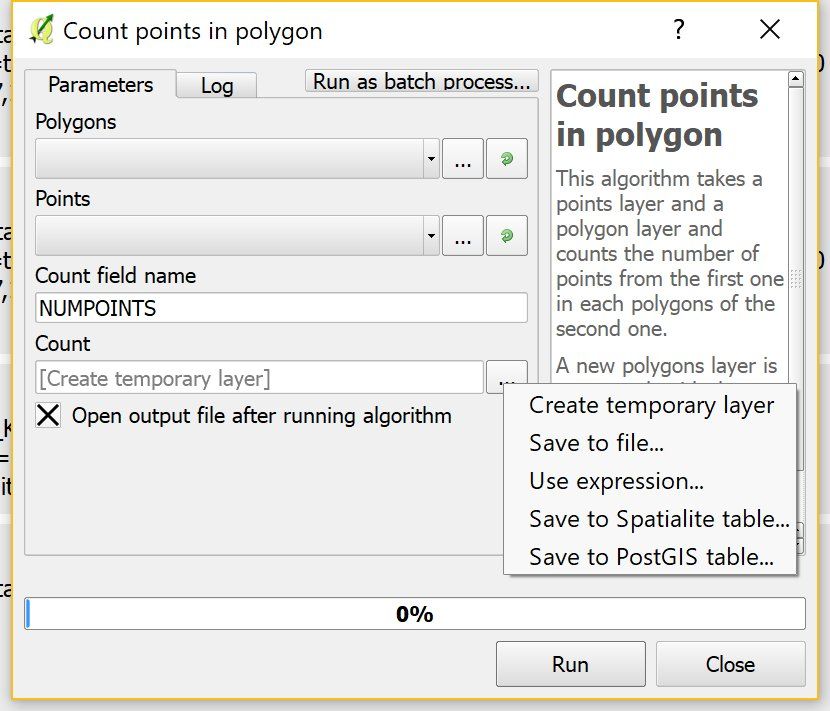 Count points in polygon
?
Parameters
Log
Run as batch process...
Polygons
...
Points
...
Count field name
NUMPOINTS
Count
[Create temporary layer]
...
Open output file after running algorithm
Count points
in polygon
This algorithm takes a
points layer and a
polygon layer and
counts the number of
points from the first one
in each polygons of the
second one.
A new polygons layer is
Create temporary layer
Save to file...
Use expression...
Save to Spatialite table...
Save to PostGIS table...
0%
Run
Close